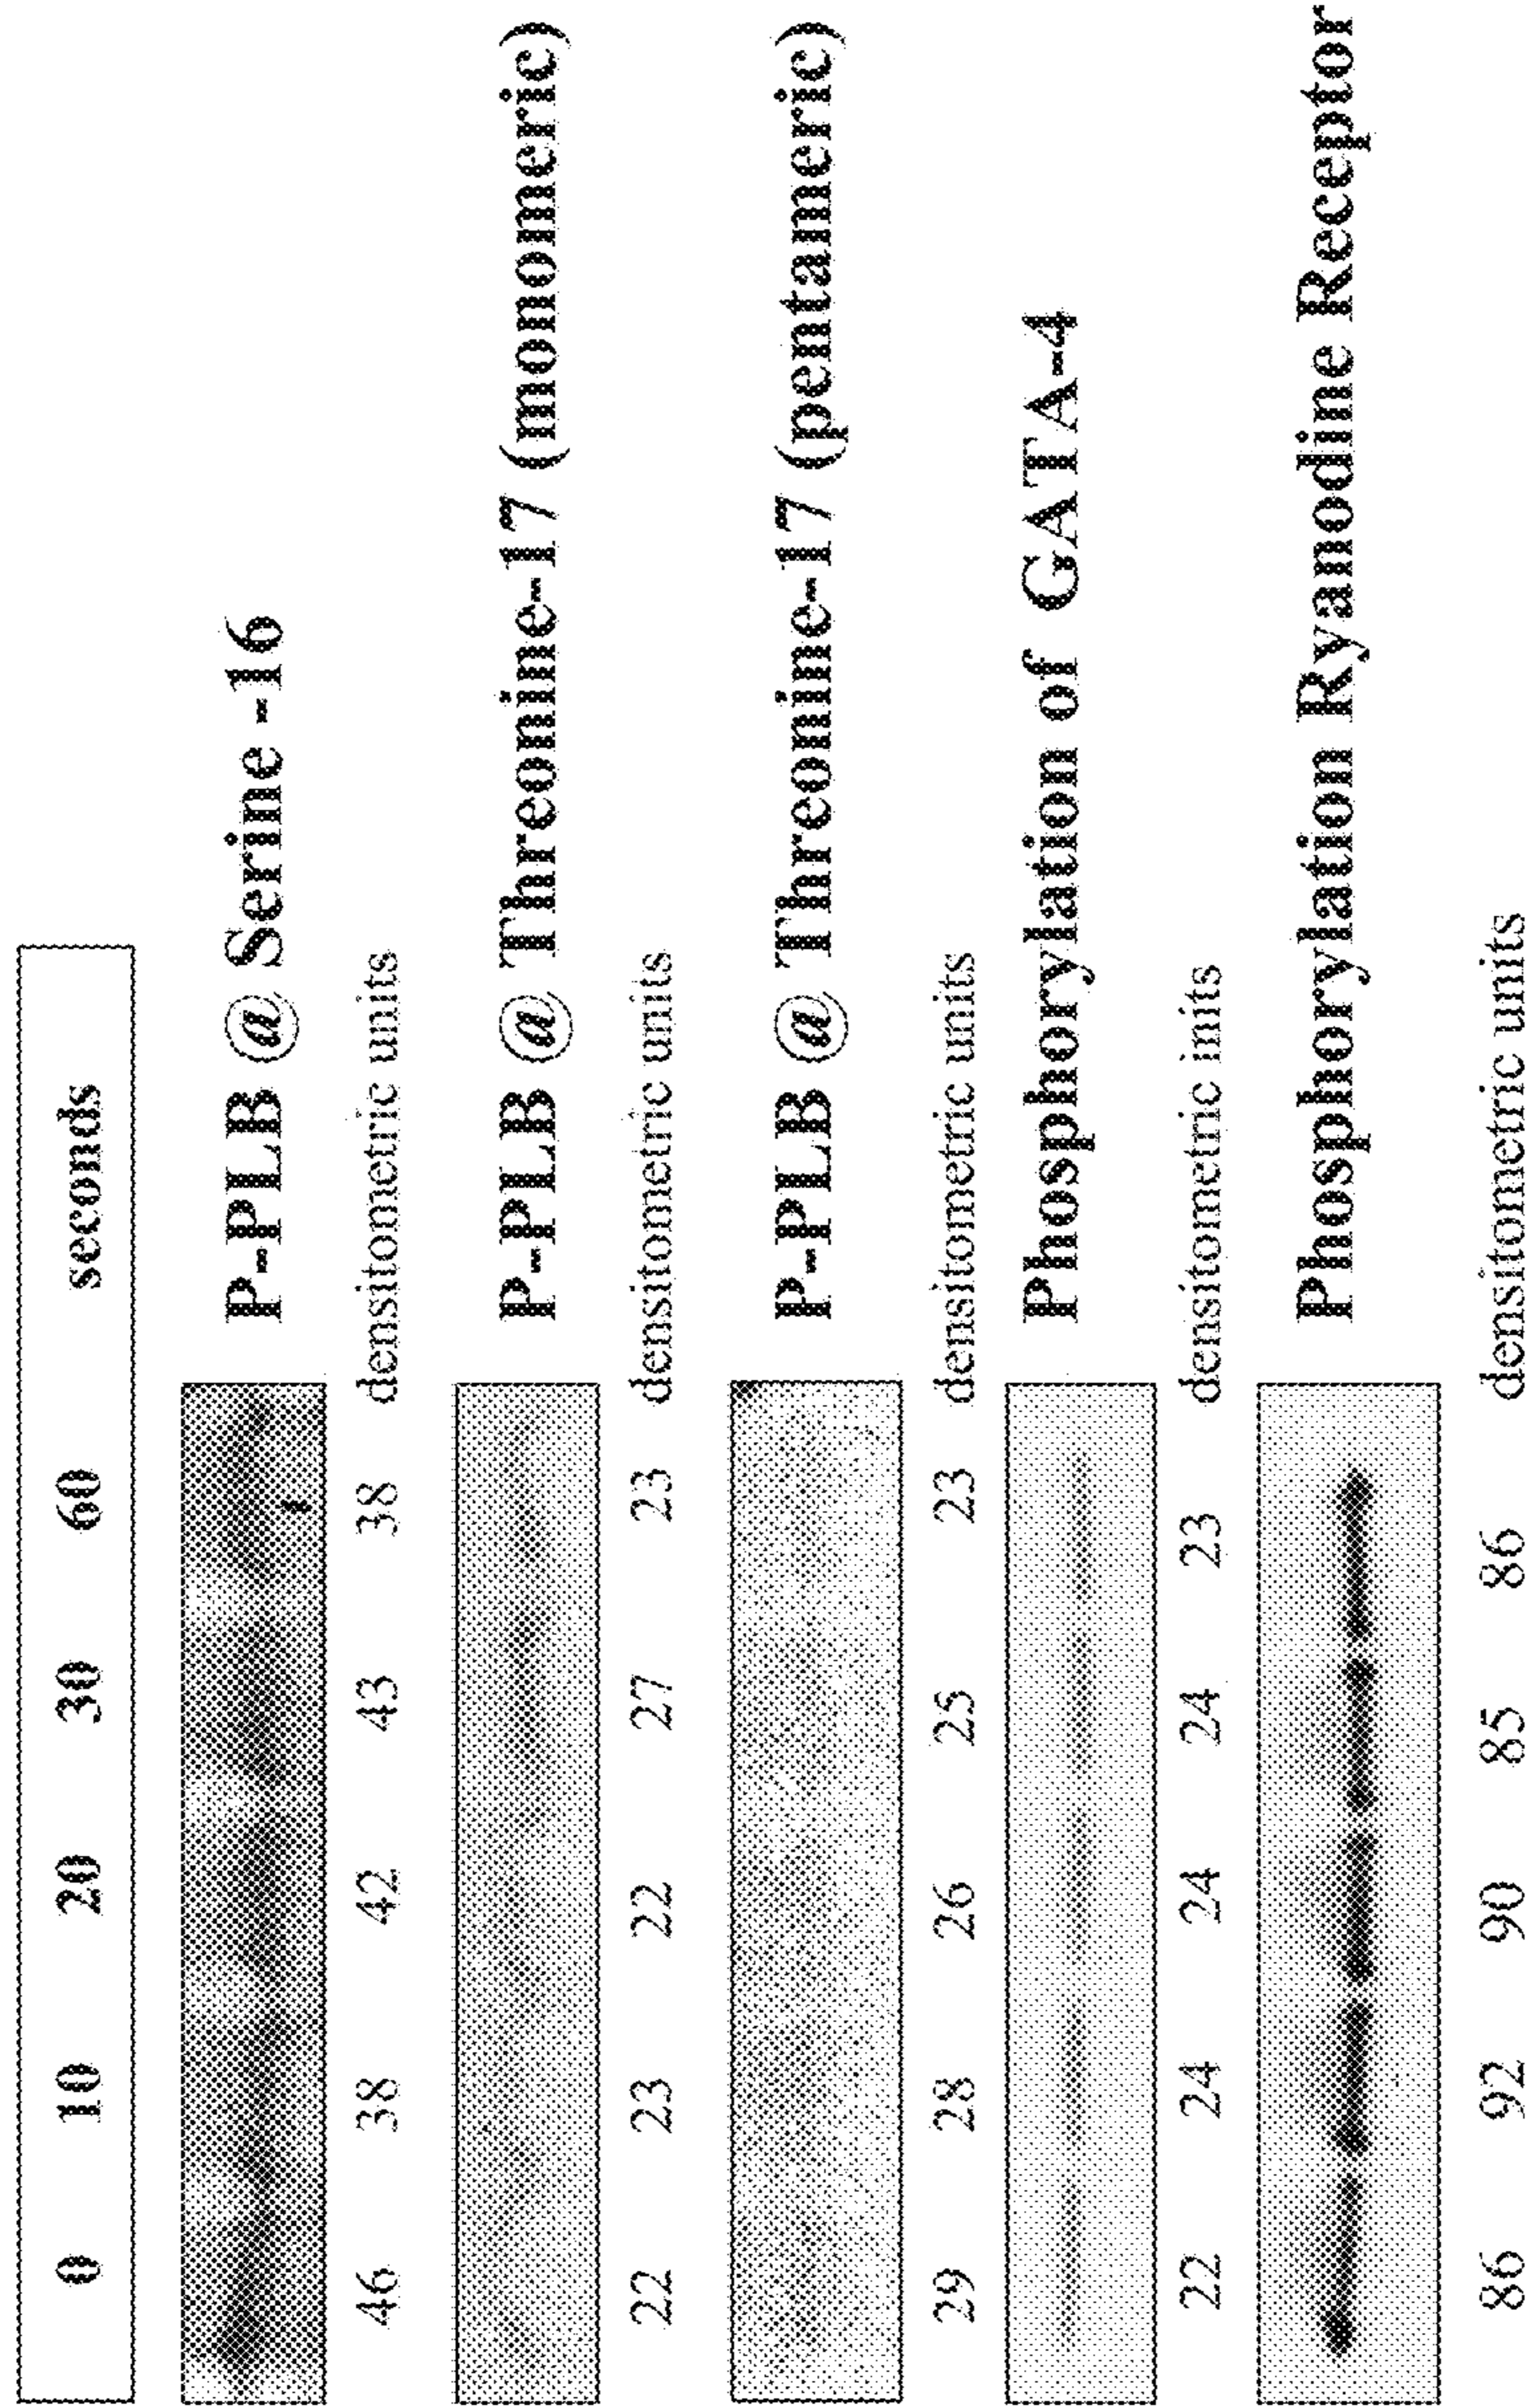 0 10 20 30 60 seconds
P-PLB @ Serine -16
46 38 42 43 38 densitometric units
P-PLB @ Threonine-17 (monomeric)
22 23 22 27 23 densitometric units
P-PLB @ Threonine-17 (pentameric)
29 28 26 25 23 densitometric units
Phosphorylation of GATA-4
22 24 24 24 23 densitometric inits
Phosphorylation Ryanodine Receptor
86 92 90 85 86 densitometric units